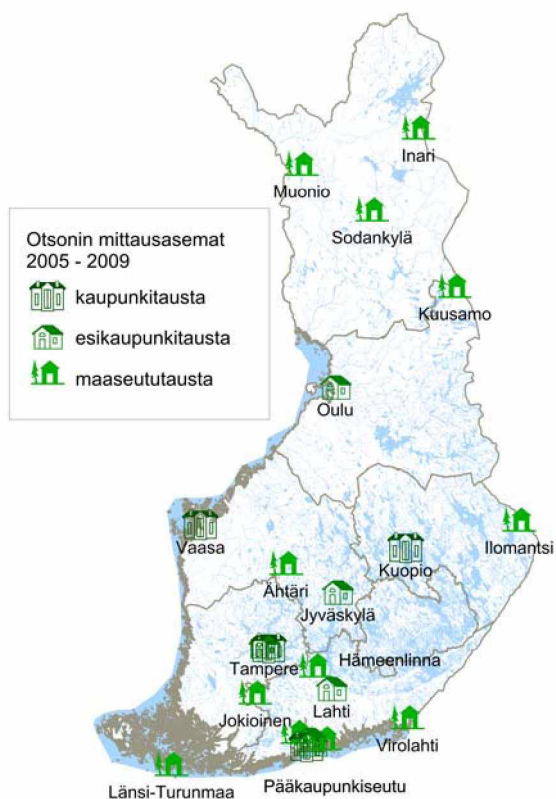 Inari
Muonio
Sodankylä
Otsonin mittausasemat
2005 - 2009
kaupunkitausta
esikaupunkitausta
maaseututausta
Kuusamo
Oulu
Vaasa
Kuopio
Ilomantsi
Ähtäri
Jyväskylä
Tampere
Hämeenlinna
Lahti
Jokioinen
Virolahti
Länsi-Turunmaa
Pääkaupunkiseutu